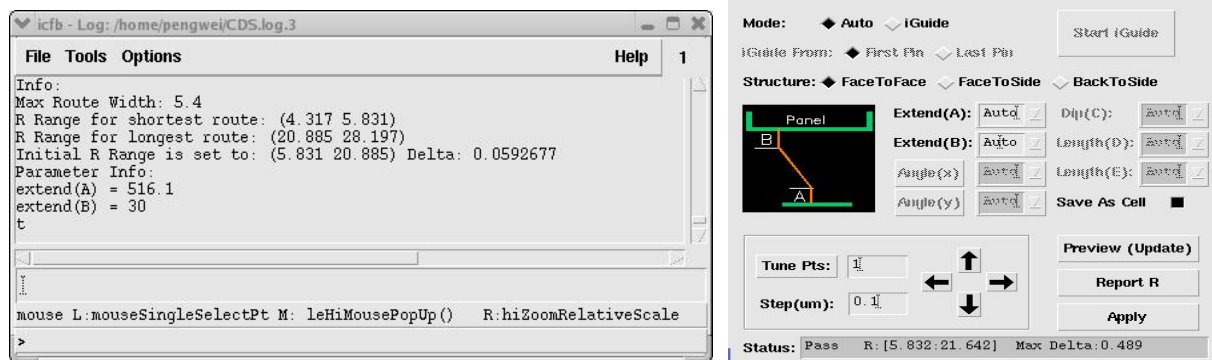 icfb - Log: /home/pengwei/CDS.log.3
File Tools Options Help 1
Info:
Max Route Width: 5.4
R Range for shortest route: (4.317 5.831)
R Range for longest route: (20.885 28.197)
Initial R Range is set to: (5.831 20.885) Delta: 0.0592677
Parameter Info:
extend(A) = 516.1
extend(B) = 30
t
mouse L:mouseSingleSelectPt M: leHiMousePopUp() R:hiZoomRelativeScale
>
Mode: Auto iGuide
Start iGuide
iGuide From: First Pin Last Pin
Structure: FaceToFace FaceToSide BackToSide
Panel
B
A
Extend(A): Auto Dip(C): Auto
Extend(B): Auto Length(D): Auto
Angle(x) Auto Length(E): Auto
Angle(y) Auto Save As Cell
Tune Pts: 1
Step(um): 0.1
Preview (Update)
Report R
Apply
Status: Pass R:[5.832:21.642] Max Delta:0.489